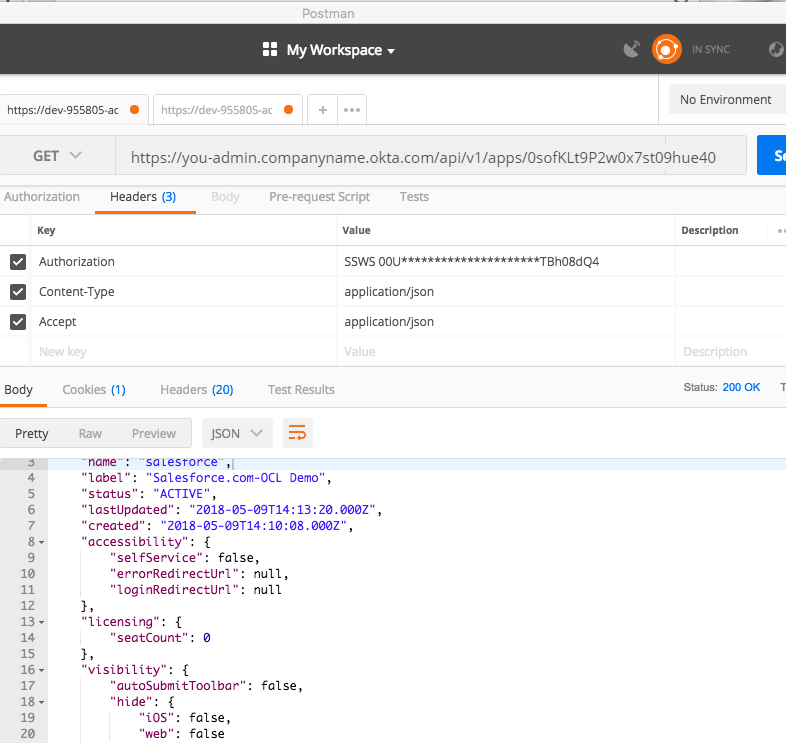 Postman
My Workspace
IN SYNC
https://dev-955805-ac
https://dev-955805-ac
+
No Environment
GET
https://you-admin.companyname.okta.com/api/v1/apps/0sofKLt9P2w0x7st09hue40
Se
Authorization Headers (3) Body Pre-request Script Tests
Key Value Description
Authorization SSWS 00U*********************TBh08dQ4
Content-Type application/json
Accept application/json
New key Value Description
Body Cookies (1) Headers (20) Test Results Status: 200 OK T
Pretty Raw Preview JSON
3 "name": "salesforce",
4 "label": "Salesforce.com-OCL Demo",
5 "status": "ACTIVE",
6 "lastUpdated": "2018-05-09T14:13:20.000Z",
7 "created": "2018-05-09T14:10:08.000Z",
8 "accessibility": {
9 "selfService": false,
10 "errorRedirectUrl": null,
11 "loginRedirectUrl": null
12 },
13 "licensing": {
14 "seatCount": 0
15 },
16 "visibility": {
17 "autoSubmitToolbar": false,
18 "hide": {
19 "iOS": false,
20 "web": false